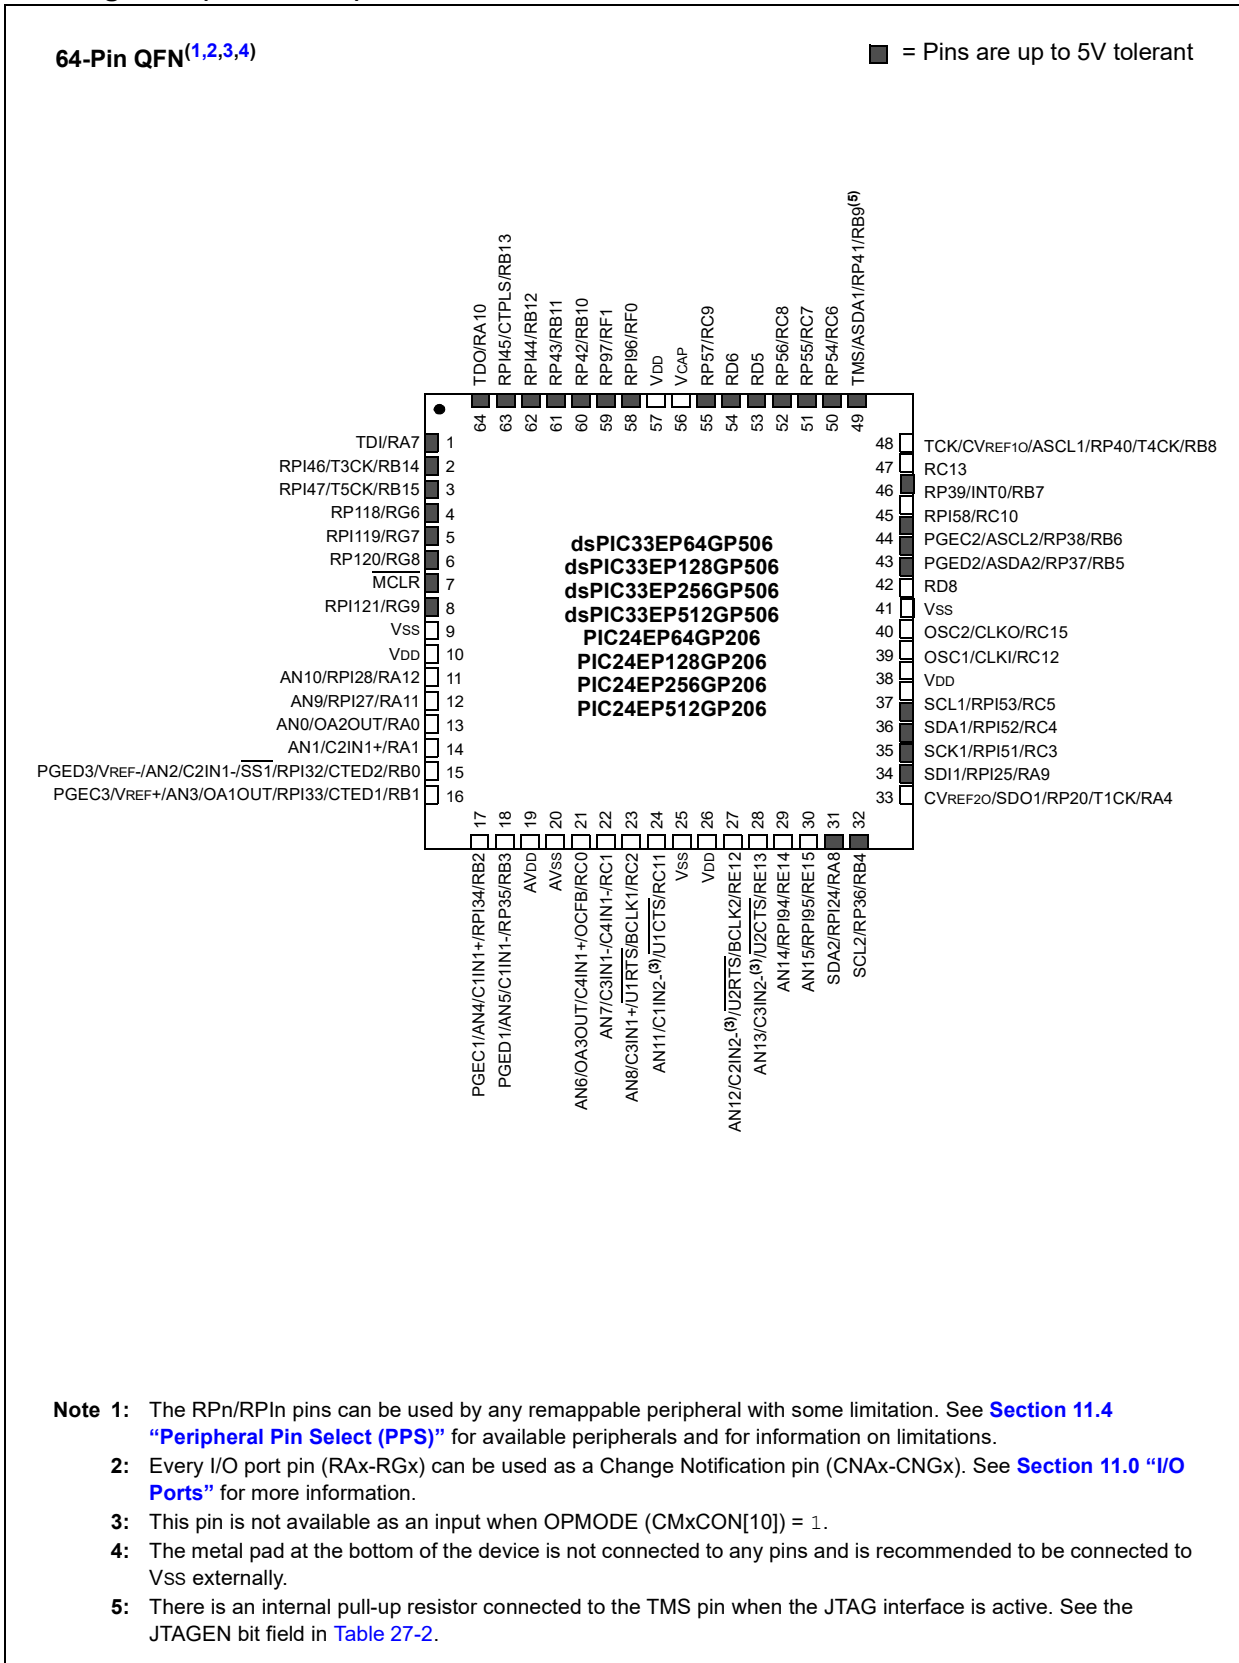 64-Pin QFN(1,2,3,4)
= Pins are up to 5V tolerant
TDO/RA10
RPI45/CTPLS/RB13
RPI44/RB12
RP43/RB11
RP42/RB10
RP97/RF1
RPI96/RF0
VDD
VCAP
RP57/RC9
RD6
RD5
RP56/RC8
RP55/RC7
RP54/RC6
TMS/ASDA1/RP41/RB9(5)
64
63
62
61
60
59
58
57
56
55
54
53
52
51
50
49
TDI/RA7 1
RPI46/T3CK/RB14 2
RPI47/T5CK/RB15 3
RP118/RG6 4
RPI119/RG7 5
RP120/RG8 6
MCLR 7
RPI121/RG9 8
VSS 9
VDD 10
AN10/RPI28/RA12 11
AN9/RPI27/RA11 12
AN0/OA2OUT/RA0 13
AN1/C2IN1+/RA1 14
PGED3/VREF-/AN2/C2IN1-/SS1/RPI32/CTED2/RB0 15
PGEC3/VREF+/AN3/OA1OUT/RPI33/CTED1/RB1 16
dsPIC33EP64GP506
dsPIC33EP128GP506
dsPIC33EP256GP506
dsPIC33EP512GP506
PIC24EP64GP206
PIC24EP128GP206
PIC24EP256GP206
PIC24EP512GP206
48 TCK/CVREF1O/ASCL1/RP40/T4CK/RB8
47 RC13
46 RP39/INT0/RB7
45 RPI58/RC10
44 PGEC2/ASCL2/RP38/RB6
43 PGED2/ASDA2/RP37/RB5
42 RD8
41 VSS
40 OSC2/CLKO/RC15
39 OSC1/CLKI/RC12
38 VDD
37 SCL1/RPI53/RC5
36 SDA1/RPI52/RC4
35 SCK1/RPI51/RC3
34 SDI1/RPI25/RA9
33 CVREF2O/SDO1/RP20/T1CK/RA4
17
18
19
20
21
22
23
24
25
26
27
28
29
30
31
32
PGEC1/AN4/C1IN1+/RPI34/RB2
PGED1/AN5/C1IN1-/RP35/RB3
AVDD
AVSS
AN6/OA3OUT/C4IN1+/OCFB/RC0
AN7/C3IN1-/C4IN1-/RC1
AN8/C3IN1+/U1RTS/BCLK1/RC2
AN11/C1IN2-(3)/U1CTS/RC11
VSS
VDD
AN12/C2IN2-(3)/U2RTS/BCLK2/RE12
AN13/C3IN2-(3)/U2CTS/RE13
AN14/RPI94/RE14
AN15/RPI95/RE15
SDA2/RPI24/RA8
SCL2/RP36/RB4
Note 1: The RPn/RPIn pins can be used by any remappable peripheral with some limitation. See Section 11.4
“Peripheral Pin Select (PPS)” for available peripherals and for information on limitations.
2: Every I/O port pin (RAx-RGx) can be used as a Change Notification pin (CNAx-CNGx). See Section 11.0 “I/O
Ports” for more information.
3: This pin is not available as an input when OPMODE (CMxCON[10]) = 1.
4: The metal pad at the bottom of the device is not connected to any pins and is recommended to be connected to
VSS externally.
5: There is an internal pull-up resistor connected to the TMS pin when the JTAG interface is active. See the
JTAGEN bit field in Table 27-2.